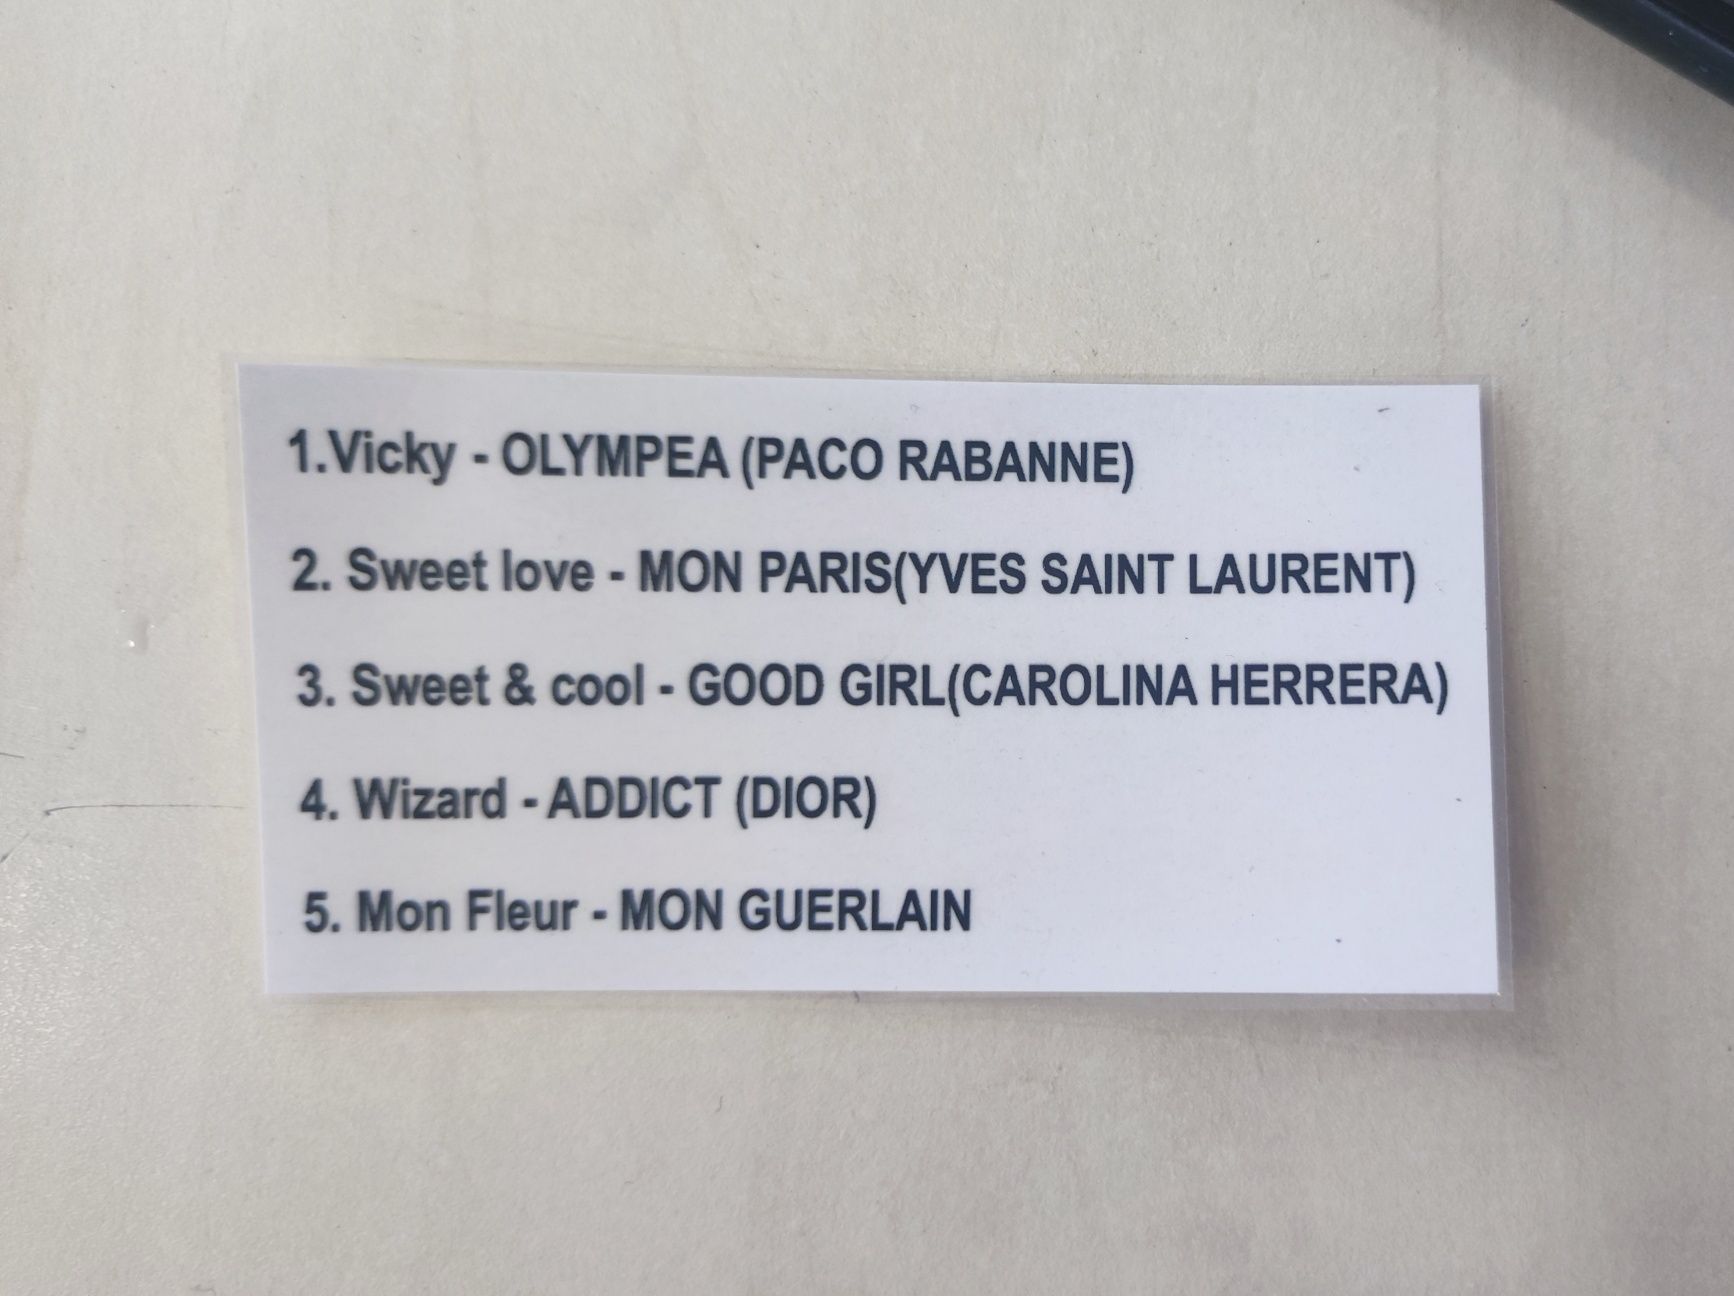 1.Vicky - OLYMPEA (PACO RABANNE)
2. Sweet love - MON PARIS(YVES SAINT LAURENT)
3. Sweet & cool - GOOD GIRL(CAROLINA HERRERA)
4. Wizard - ADDICT (DIOR)
5. Mon Fleur - MON GUERLAIN